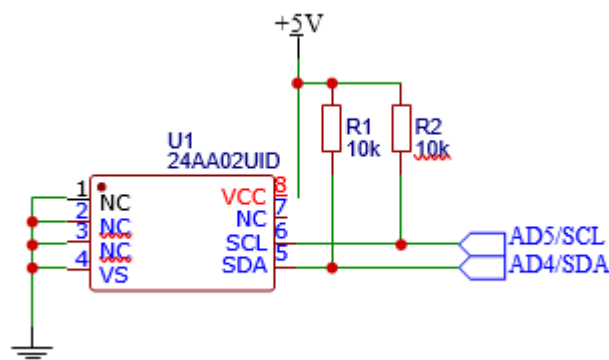 +5V
U1
24AA02UID
R1
10k
R2
10k
1
NC
2
NC
3
NC
4
VS
VCC
8
NC
7
SCL
6
SDA
5
AD5/SCL
AD4/SDA